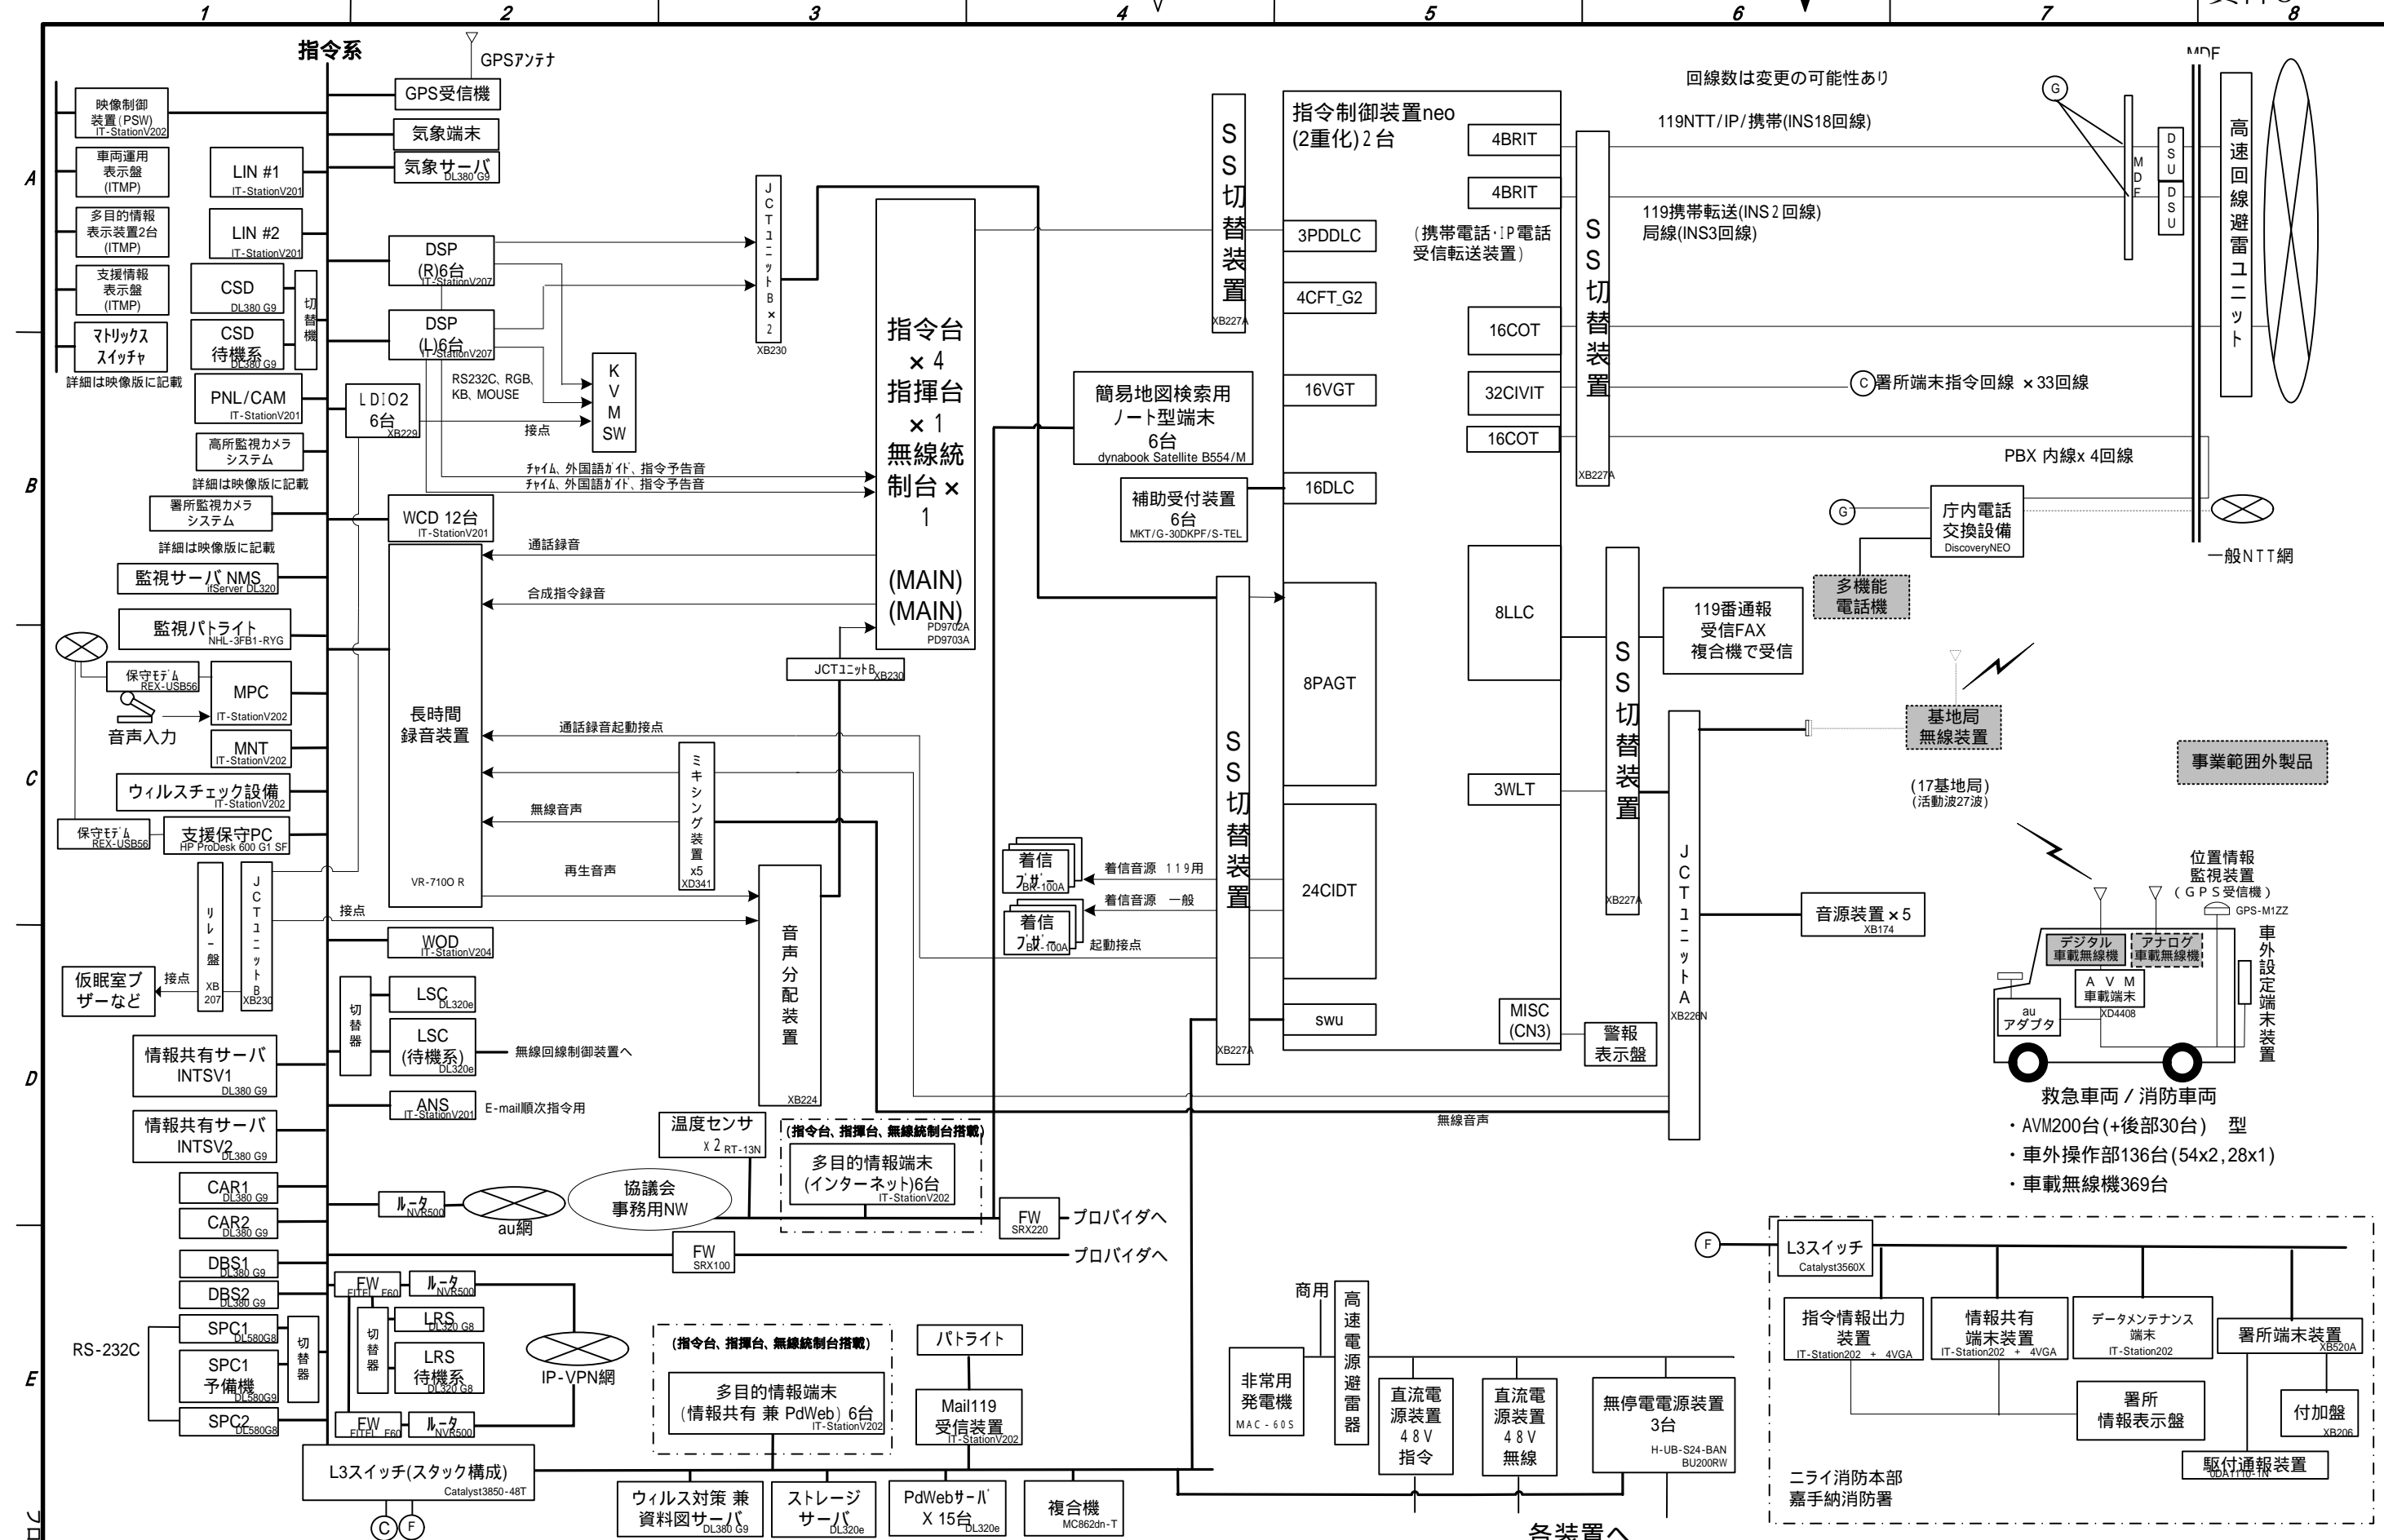 1 2 3 4 5 6 7 8
A
B
C
D
E
指令系
GPSアンテナ
GPS受信機
気象端末
気象サーバ
DL380 G9
映像制御
装置(PSW)
IT-StationV202
車両運用
表示盤
(ITMP)
多目的情報
表示装置2台
(ITMP)
支援情報
表示盤
(ITMP)
マトリックス
スイッチャ
詳細は映像版に記載
LIN #1
IT-StationV201
LIN #2
IT-StationV201
CSD
DL380 G9
CSD
待機系
DL380 G9
切替機
PNL/CAM
IT-StationV201
高所監視カメラ
システム
詳細は映像版に記載
署所監視カメラ
システム
詳細は映像版に記載
監視サーバ NMS
ifServer DL320
監視パトライト
NHL-3FB1-RYG
保守モデム
REX-USB56
MPC
IT-StationV202
音声入力
MNT
IT-StationV202
ウィルスチェック設備
IT-StationV202
保守モデム
REX-USB56
支援保守PC
HP ProDesk 600 G1 SF
リレー盤
XB
207
JCTユニットB
XB230
接点
仮眠室ブ
ザーなど
接点
情報共有サーバ
INTSV1
DL380 G9
情報共有サーバ
INTSV2
DL380 G9
CAR1
DL380 G9
CAR2
DL380 G9
DBS1
DL380 G9
DBS2
DL380 G9
RS-232C
SPC1
DL580G8
SPC1
予備機
DL580G9
SPC2
DL580G8
切替器
DSP
(R)6台
IT-StationV207
DSP
(L)6台
IT-StationV207
LDIO2
6台
XB229
RS232C、RGB、
KB、MOUSE
接点
KVM
SW
JCTユニットB×2
XB230
チャイム、外国語ガイド、指令予告音
チャイム、外国語ガイド、指令予告音
WCD 12台
IT-StationV201
通話録音
合成指令録音
長時間
録音装置
VR-710O R
通話録音起動接点
無線音声
再生音声
ミキシング装置
x5
XD341
JCTユニットB
XB230
音声分配装置
XB224
WOD
IT-StationV204
切替器
LSC
DL320e
LSC
(待機系)
DL320e
無線回線制御装置へ
ANS
IT-StationV201
E-mail順次指令用
ルータ
NVR500
au網
協議会
事務用NW
温度センサ
x 2 RT-13N
(指令台、指揮台、無線統制台搭載)
多目的情報端末
(インターネット)6台
IT-StationV202
FW
SRX220
プロバイダへ
FW
SRX100
プロバイダへ
FW
FITEL F60
ルータ
NVR500
切替器
LRS
DL320 G8
LRS
待機系
DL320 G8
IP-VPN網
FW
FITEL F60
ルータ
NVR500
L3スイッチ(スタック構成)
Catalyst3850-48T
C F
(指令台、指揮台、無線統制台搭載)
多目的情報端末
(情報共有 兼 PdWeb) 6台
IT-StationV202
パトライト
Mail119
受信装置
IT-StationV202
ウィルス対策 兼
資料図サーバ
DL380 G9
ストレージ
サーバ
DL320e
PdWebサーバ
X 15台
DL320e
複合機
MC862dn-T
指令台
× 4
指揮台
× 1
無線統
制台×
1
(MAIN)
(MAIN)
PD9702A
PD9703A
簡易地図検索用
ノート型端末
6台
dynabook Satellite B554/M
補助受付装置
6台
MKT/G-30DKPF/S-TEL
着信
ブザー
BR-100A
着信音源 119用
着信音源 一般
着信
ブザー
BR-100A
起動接点
SS切替装置
XB227A
SS切替装置
XB227A
指令制御装置neo
(2重化)2台
3PDDLC
4CFT_G2
16VGT
16DLC
8PAGT
24CIDT
swu
4BRIT
4BRIT
(携帯電話・IP電話
受信転送装置)
16COT
32CIVIT
16COT
8LLC
3WLT
MISC
(CN3)
警報
表示盤
SS切替装置
XB227A
SS切替装置
XB227A
回線数は変更の可能性あり
119NTT/IP/携帯(INS18回線)
119携帯転送(INS2回線)
局線(INS3回線)
C 署所端末指令回線 ×33回線
PBX 内線x 4回線
G
MDF
DSU
DSU
MDF
高速回線避雷ユニット
G
庁内電話
交換設備
DiscoveryNEO
多機能
電話機
一般NTT網
119番通報
受信FAX
複合機で受信
JCTユニットA
XB226N
基地局
無線装置
(17基地局)
(活動波27波)
事業範囲外製品
音源装置×5
XB174
無線音声
位置情報
監視装置
(GPS受信機)
GPS-M1ZZ
デジタル
車載無線機
アナログ
車載無線機
AVM
車載端末
XD4408
au
アダプタ
車外設定端末装置
救急車両 / 消防車両
・AVM200台(+後部30台) 型
・車外操作部136台(54x2,28x1)
・車載無線機369台
商用
高速電源避雷器
非常用
発電機
MAC-60S
直流電
源装置
48V
指令
直流電
源装置
48V
無線
無停電電源装置
3台
H-UB-S24-BAN
BU200RW
各装置へ
F
L3スイッチ
Catalyst3560X
指令情報出力
装置
IT-Station202 + 4VGA
情報共有
端末装置
IT-Station202 + 4VGA
データメンテナンス
端末
IT-Station202
署所端末装置
XB520A
署所
情報表示盤
付加盤
XB206
駆付通報装置
ODA1110-1N
ニライ消防本部
嘉手納消防署